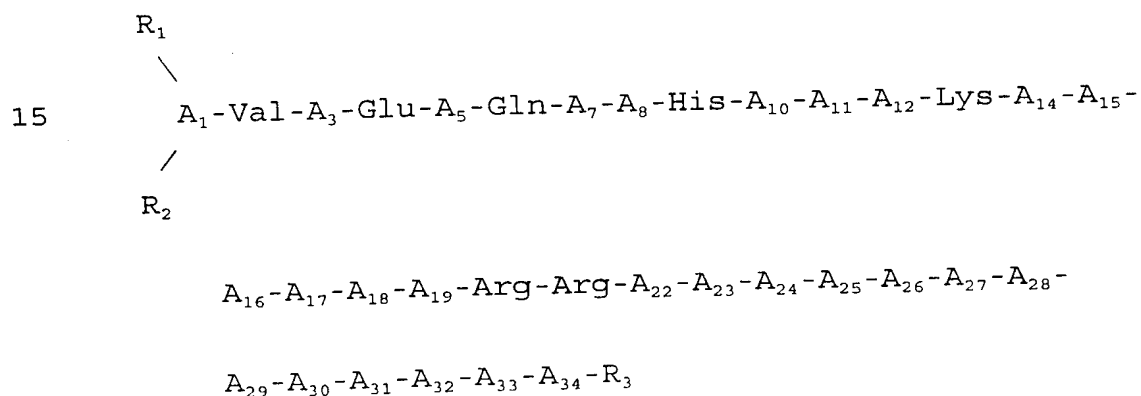 R₁
15 A₁-Val-A₃-Glu-A₅-Gln-A₇-A₈-His-A₁₀-A₁₁-A₁₂-Lys-A₁₄-A₁₅-
R₂
A₁₆-A₁₇-A₁₈-A₁₉-Arg-Arg-A₂₂-A₂₃-A₂₄-A₂₅-A₂₆-A₂₇-A₂₈-
A₂₉-A₃₀-A₃₁-A₃₂-A₃₃-A₃₄-R₃